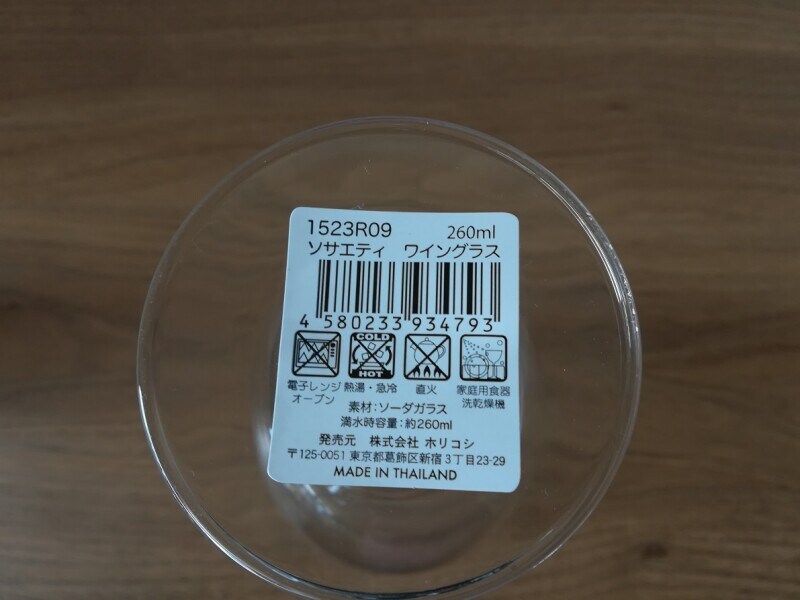 1523R09 260ml
ソサエティ ワイングラス
4 580233 934793
COLD
HOT
電子レンジ 熱湯・急冷 直火 家庭用食器
オーブン 洗乾燥機
素材:ソーダガラス
満水時容量:約260ml
発売元 株式会社 ホリコシ
〒125-0051 東京都葛飾区新宿3丁目23-29
MADE IN THAILAND